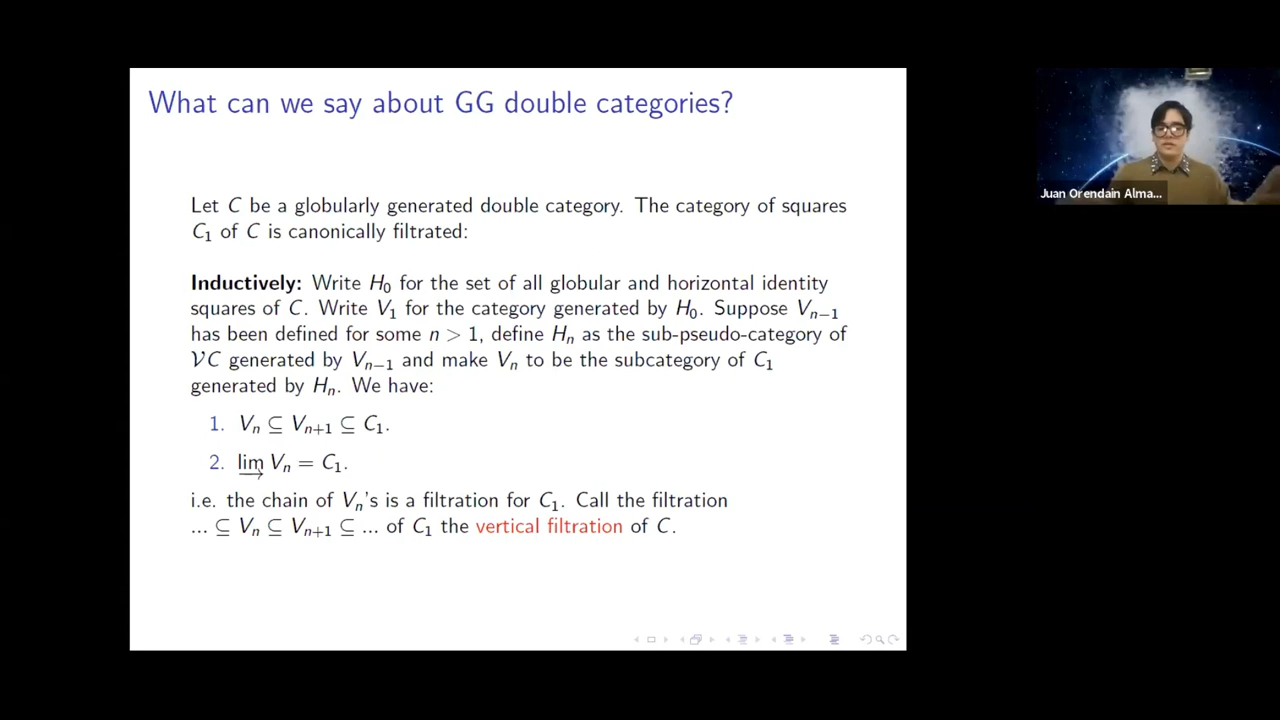 What can we say about GG double categories?
Juan Orendain Alma...
Let C be a globularly generated double category. The category of squares
C₁ of C is canonically filtrated:
Inductively: Write H₀ for the set of all globular and horizontal identity
squares of C. Write V₁ for the category generated by H₀. Suppose Vₙ₋₁
has been defined for some n > 1, define Hₙ as the sub-pseudo-category of
𝒱C generated by Vₙ₋₁ and make Vₙ to be the subcategory of C₁
generated by Hₙ. We have:
1. Vₙ ⊆ Vₙ₊₁ ⊆ C₁.
2. lim→ Vₙ = C₁.
i.e. the chain of Vₙ's is a filtration for C₁. Call the filtration
... ⊆ Vₙ ⊆ Vₙ₊₁ ⊆ ... of C₁ the vertical filtration of C.